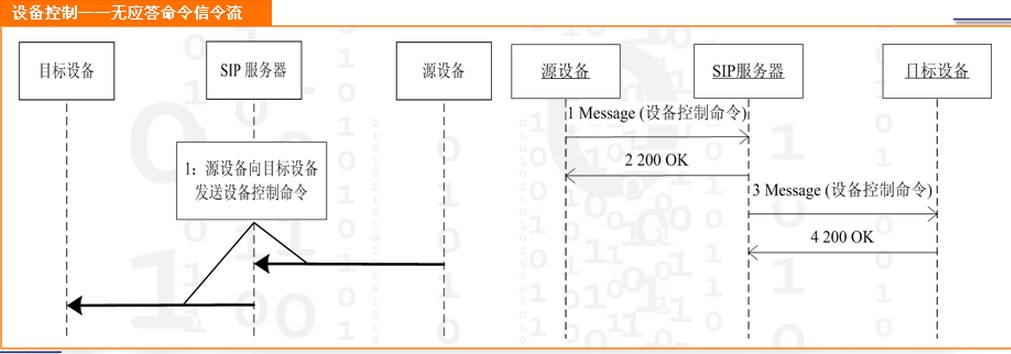 设备控制——无应答命令信令流
目标设备
SIP 服务器
源设备
1：源设备向目标设备
发送设备控制命令
源设备
SIP服务器
目标设备
1 Message (设备控制命令)
2 200 OK
3 Message (设备控制命令)
4 200 OK